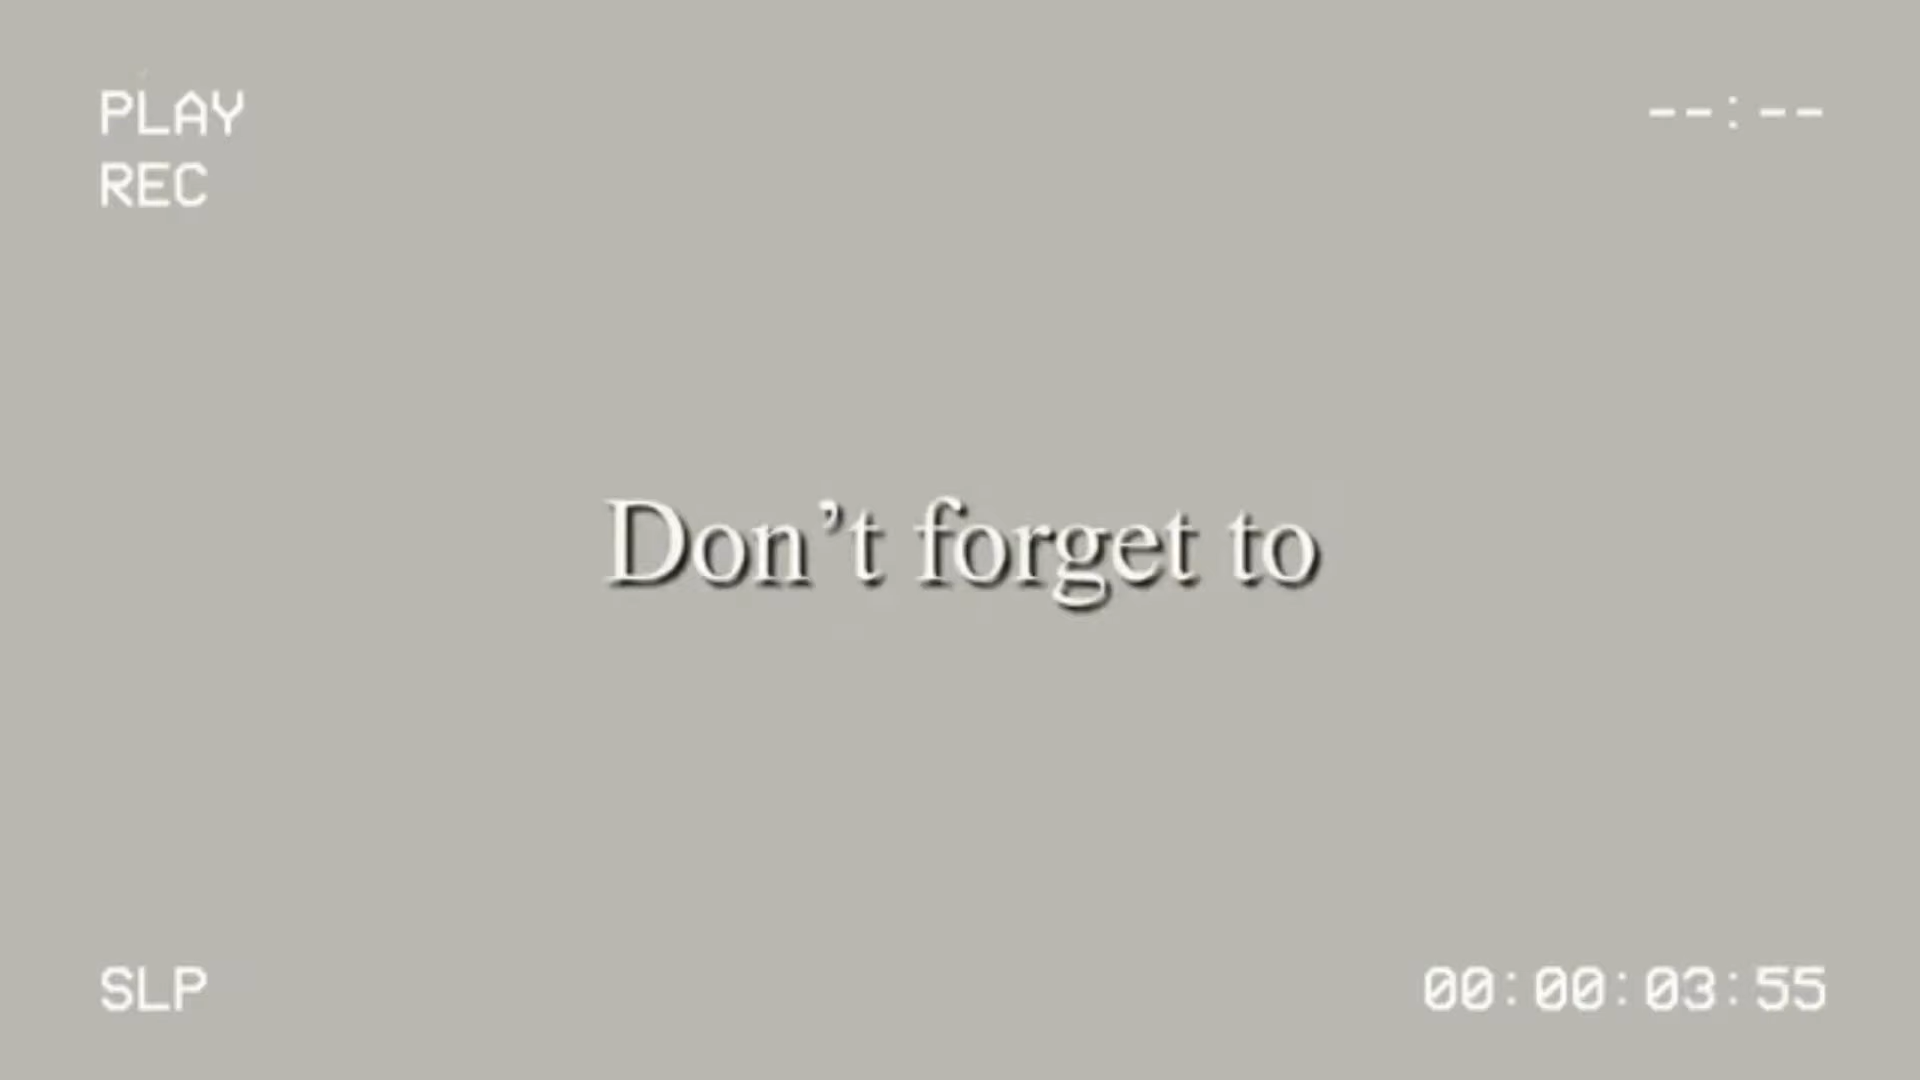 PLAY
--:--
REC
Don’t forget to
SLP
00:00:03:55